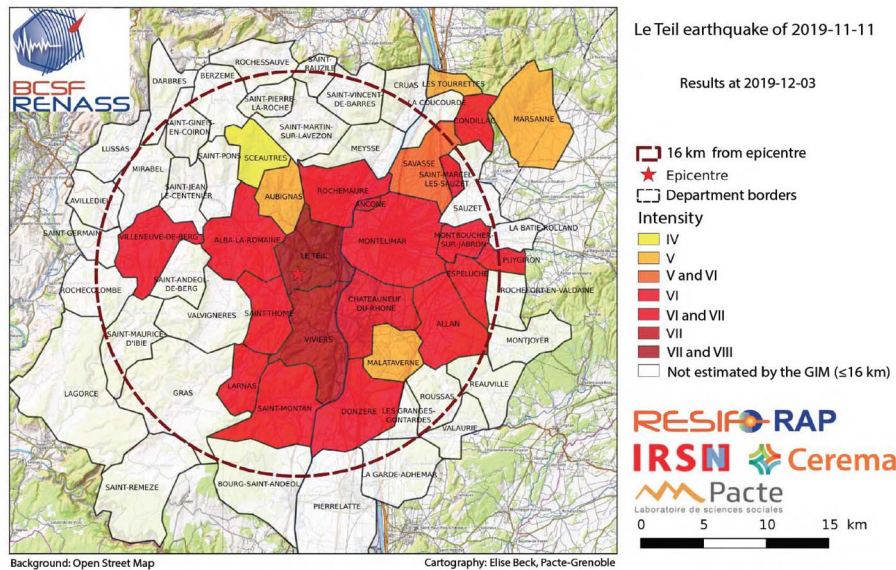 BCSF
RENASS
Le Teil earthquake of 2019-11-11
Results at 2019-12-03
16 km from epicentre
Epicentre
Department borders
Intensity
IV
V
V and VI
VI
VI and VII
VII
VII and VIII
Not estimated by the GIM (≤16 km)
RESIF RAP
IRSN
Cerema
Pacte
Laboratoire de sciences sociales
0 5 10 15 km
DARBRES
BERZEME
ROCHESSAUVE
SAINT-
BAUZILE
CRUAS
LES TOURRETTES
LA COUCOURDE
CONDILLAC
MARSANNE
SAINT-PIERRE-
LA-ROCHE
SAINT-VINCENT-
DE-BARRES
SAINT-GINEIS-
EN-COIRON
SAINT-MARTIN-
SUR-LAVEZON
LUSSAS
MIRABEL
SAINT-PONS
SCEAUTRES
MEYSSE
SAVASSE
SAINT-MARCEL-
LES-SAUZET
SAINT-JEAN-
LE-CENTENIER
AUBIGNAS
ROCHEMAURE
ANCONE
SAUZET
AVILLEDIEU
SAINT-GERMAIN
VILLENEUVE-DE-BERG
ALBA-LA-ROMAINE
LE TEIL
MONTELIMAR
MONTBOUCHER-
SUR-JABRON
LA BATIE-ROLLAND
PUYGIRON
ESPELUCHE
ROCHEFORT-EN-VALDAINE
ROCHECOLOMBE
SAINT-ANDEOL-
DE-BERG
VALVIGNERES
SAINT-THOME
CHATEAUNEUF-
DU-RHONE
ALLAN
SAINT-MAURICE-
D'IBIE
VIVIERS
MALATAVERNE
MONTJOYER
LAGORCE
GRAS
LARNAS
SAINT-MONTAN
DONZERE
LES GRANGES-
GONTARDES
ROUSSAS
REAUVILLE
VALAURIE
SAINT-REMEZE
BOURG-SAINT-ANDEOL
PIERRELATTE
LA GARDE-ADHEMAR
Background: Open Street Map
Cartography: Elise Beck, Pacte-Grenoble